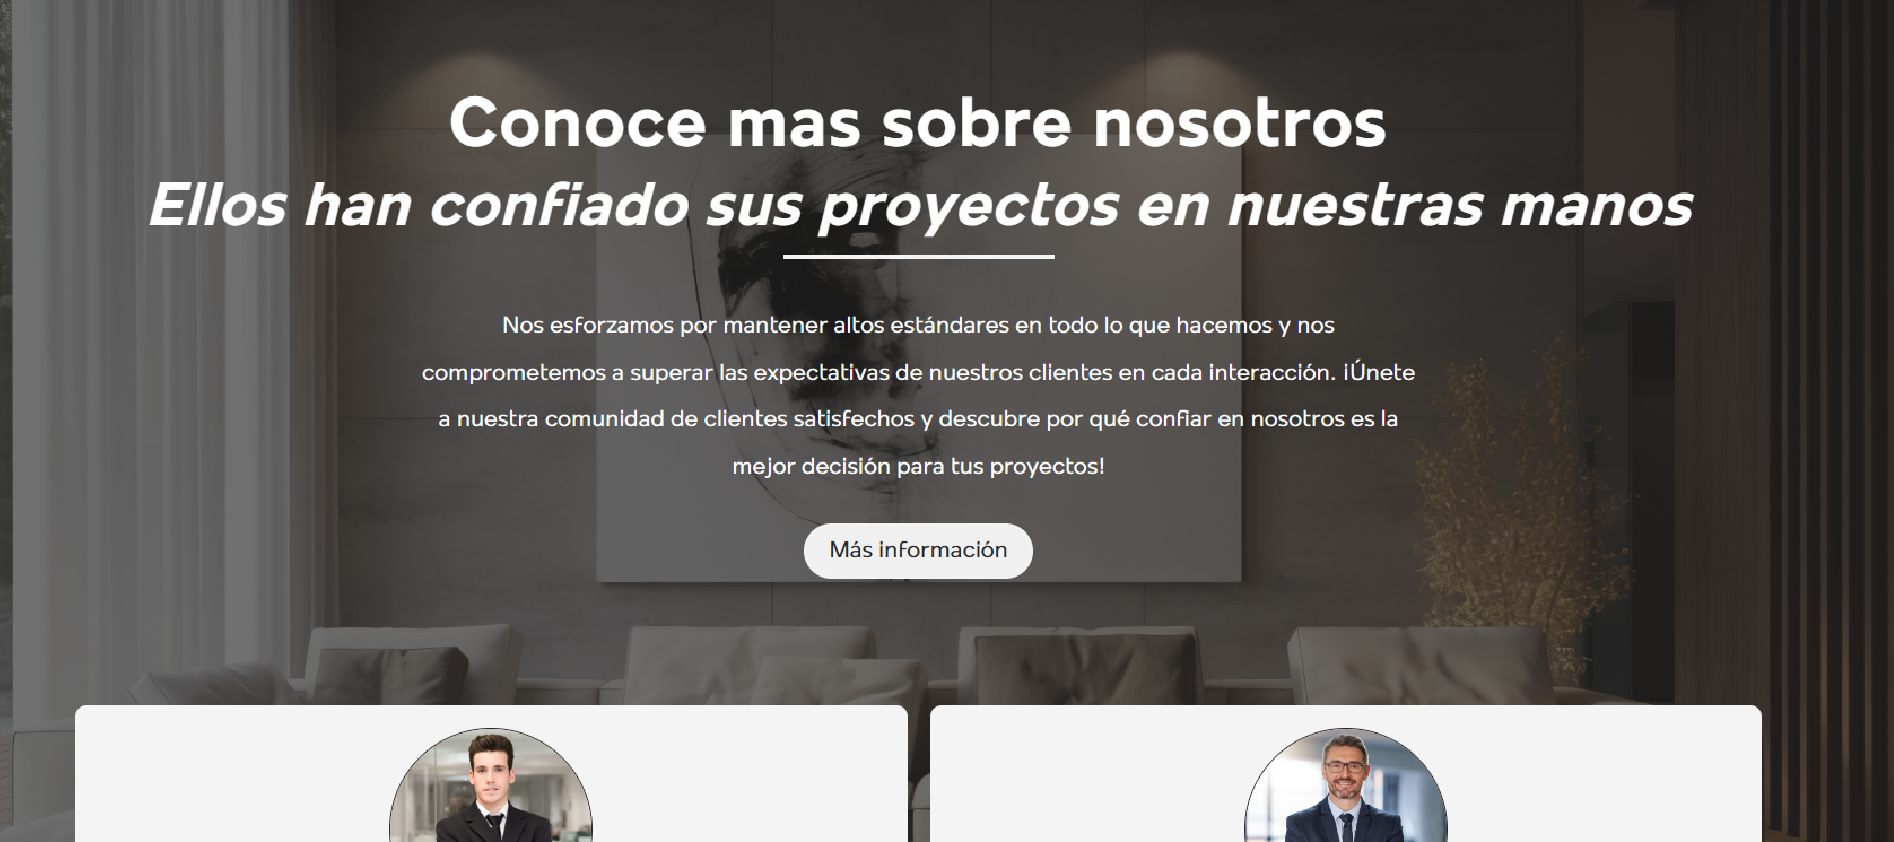 Conoce mas sobre nosotros
Ellos han confiado sus proyectos en nuestras manos
Nos esforzamos por mantener altos estándares en todo lo que hacemos y nos
comprometemos a superar las expectativas de nuestros clientes en cada interacción. ¡Únete
a nuestra comunidad de clientes satisfechos y descubre por qué confiar en nosotros es la
mejor decisión para tus proyectos!
Más información